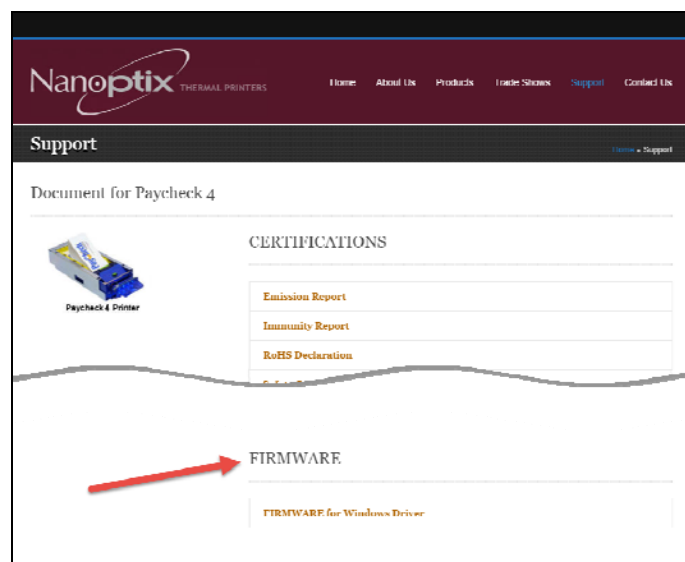 Nanoptix THERMAL PRINTERS
Home About Us Products Trade Shows Support Contact Us
Support
Home » Support
Document for Paycheck 4
CERTIFICATIONS
Paycheck 4 Printer
Emission Report
Immunity Report
RoHS Declaration
FIRMWARE
FIRMWARE for Windows Driver